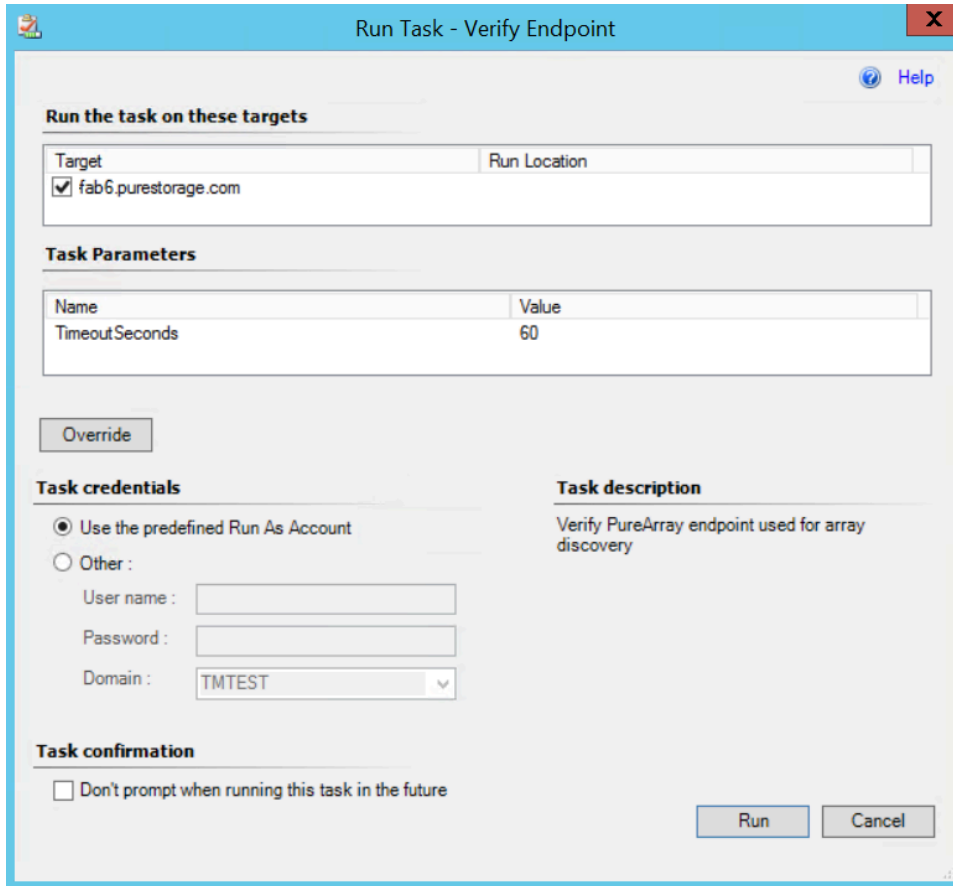 Run Task - Verify Endpoint
X
Help
Run the task on these targets
Target Run Location
fab6.purestorage.com
Task Parameters
Name Value
TimeoutSeconds 60
Override
Task credentials
Task description
Use the predefined Run As Account
Verify PureArray endpoint used for array
discovery
Other :
User name :
Password :
Domain : TMTEST
Task confirmation
Don't prompt when running this task in the future
Run Cancel